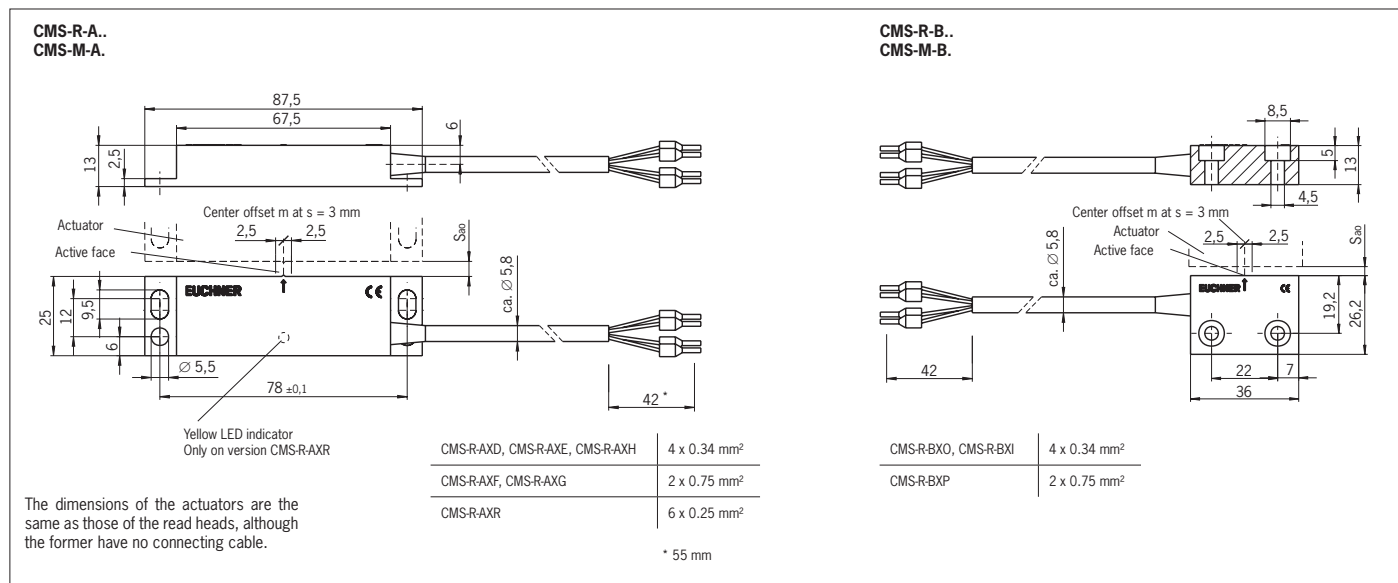 CMS-R-A..
CMS-M-A.
87,5
67,5
6
13
2,5
Center offset m at s = 3 mm
Actuator
2,5
2,5
Sao
Active face
EUCHNER
CE
ca. Ø 5,8
25
12
9,5
6
Ø 5,5
78 ±0,1
42 *
Yellow LED indicator
Only on version CMS-R-AXR
CMS-R-AXD, CMS-R-AXE, CMS-R-AXH 4 x 0.34 mm²
CMS-R-AXF, CMS-R-AXG 2 x 0.75 mm²
CMS-R-AXR 6 x 0.25 mm²
* 55 mm
The dimensions of the actuators are the
same as those of the read heads, although
the former have no connecting cable.
CMS-R-B..
CMS-M-B.
8,5
5
13
4,5
Center offset m at s = 3 mm
Actuator
2,5
2,5
Active face
Sao
ca. Ø 5,8
EUCHNER
CE
19,2
26,2
42
22
7
36
CMS-R-BXO, CMS-R-BXI 4 x 0.34 mm²
CMS-R-BXP 2 x 0.75 mm²